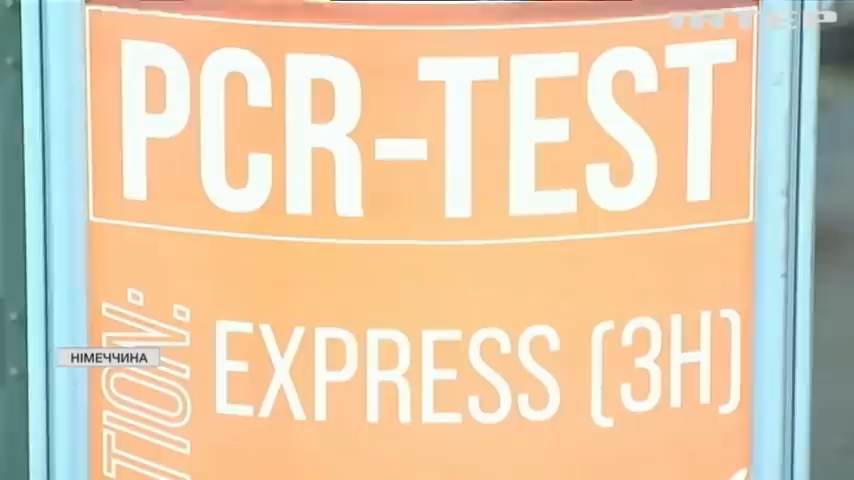 ІНТЕР
PCR-TEST
EXPRESS (3H)
НІМЕЧЧИНА
TION: